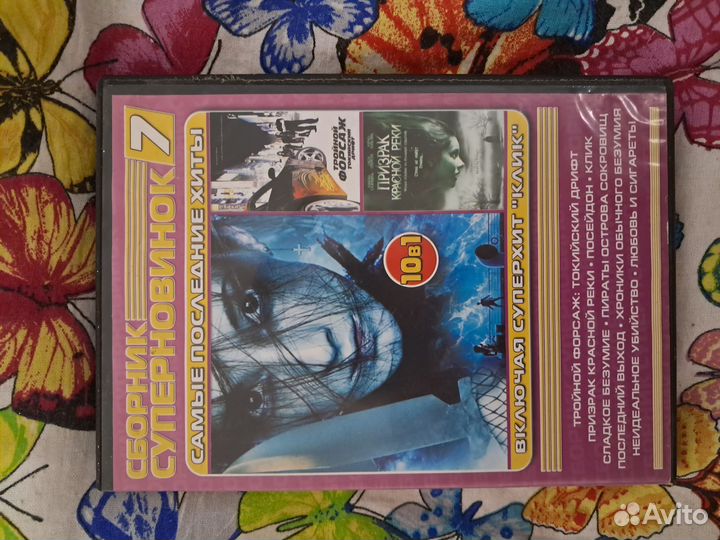 СБОРНИК
СУПЕРНОВИНОК 7
САМЫЕ ПОСЛЕДНИЕ ХИТЫ
ТРОЙНОЙ
ФОРСАЖ
ПРИЗРАК
КРАСНОЙ РЕКИ
10 В 1
ВКЛЮЧАЯ СУПЕРХИТ "КЛИК"
ТРОЙНОЙ ФОРСАЖ: ТОКИЙСКИЙ ДРИФТ
ПРИЗРАК КРАСНОЙ РЕКИ • ПОСЕЙДОН • КЛИК
СЛАДКОЕ БЕЗУМИЕ • ПИРАТЫ ОСТРОВА СОКРОВИЩ
ПОСЛЕДНИЙ ВЫХОД • ХРОНИКИ ОБЫЧНОГО БЕЗУМИЯ
НЕИДЕАЛЬНОЕ УБИЙСТВО • ЛЮБОВЬ И СИГАРЕТЫ
Avito